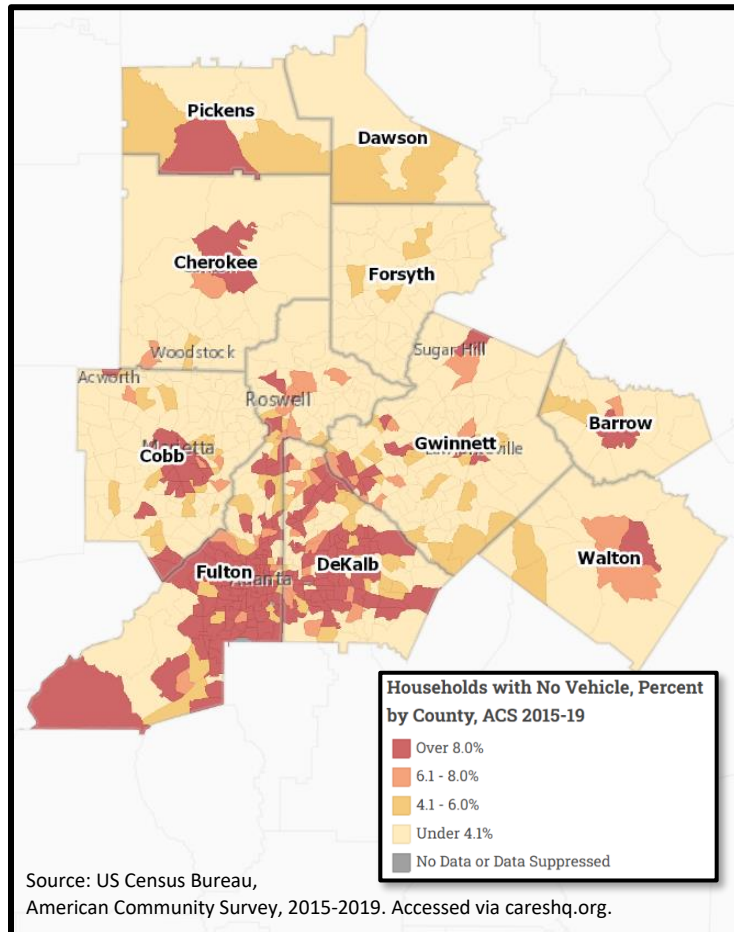 Pickens
Dawson
Cherokee
Forsyth
Woodstock
Sugar Hill
Acworth
Roswell
Barrow
Gwinnett
Cobb
Walton
DeKalb
Fulton
Households with No Vehicle, Percent
by County, ACS 2015-19
Over 8.0%
6.1 - 8.0%
4.1 - 6.0%
Under 4.1%
No Data or Data Suppressed
Source: US Census Bureau,
American Community Survey, 2015-2019. Accessed via careshq.org.